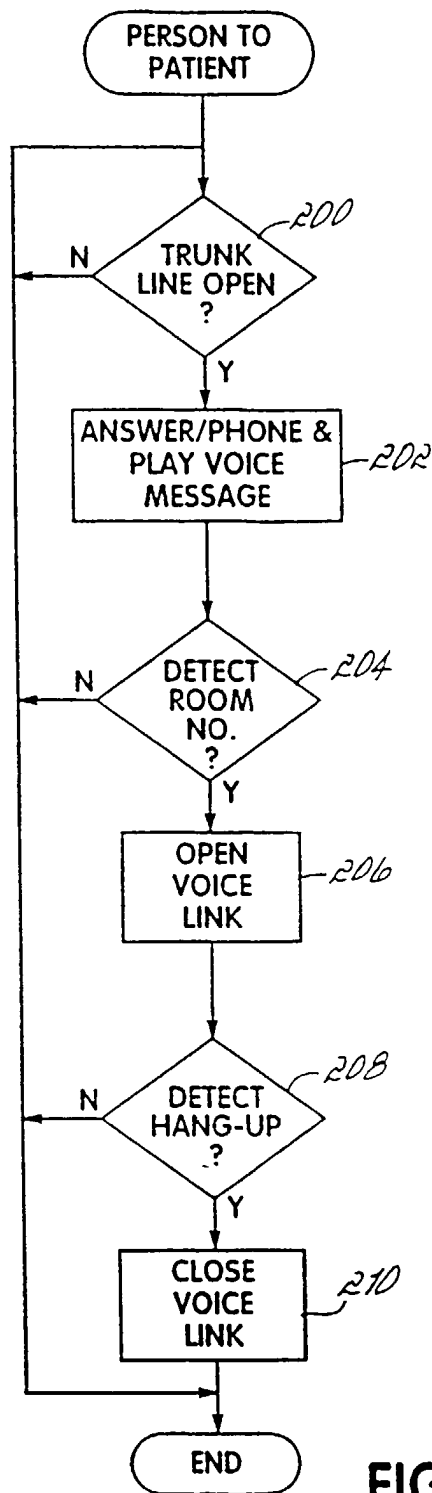 PERSON TO
PATIENT
200
TRUNK
LINE OPEN
?
N
Y
ANSWER/PHONE &
PLAY VOICE
MESSAGE
202
204
DETECT
ROOM
NO.
?
N
Y
OPEN
VOICE
LINK
206
208
DETECT
HANG-UP
?
N
Y
CLOSE
VOICE
LINK
210
END
FIG